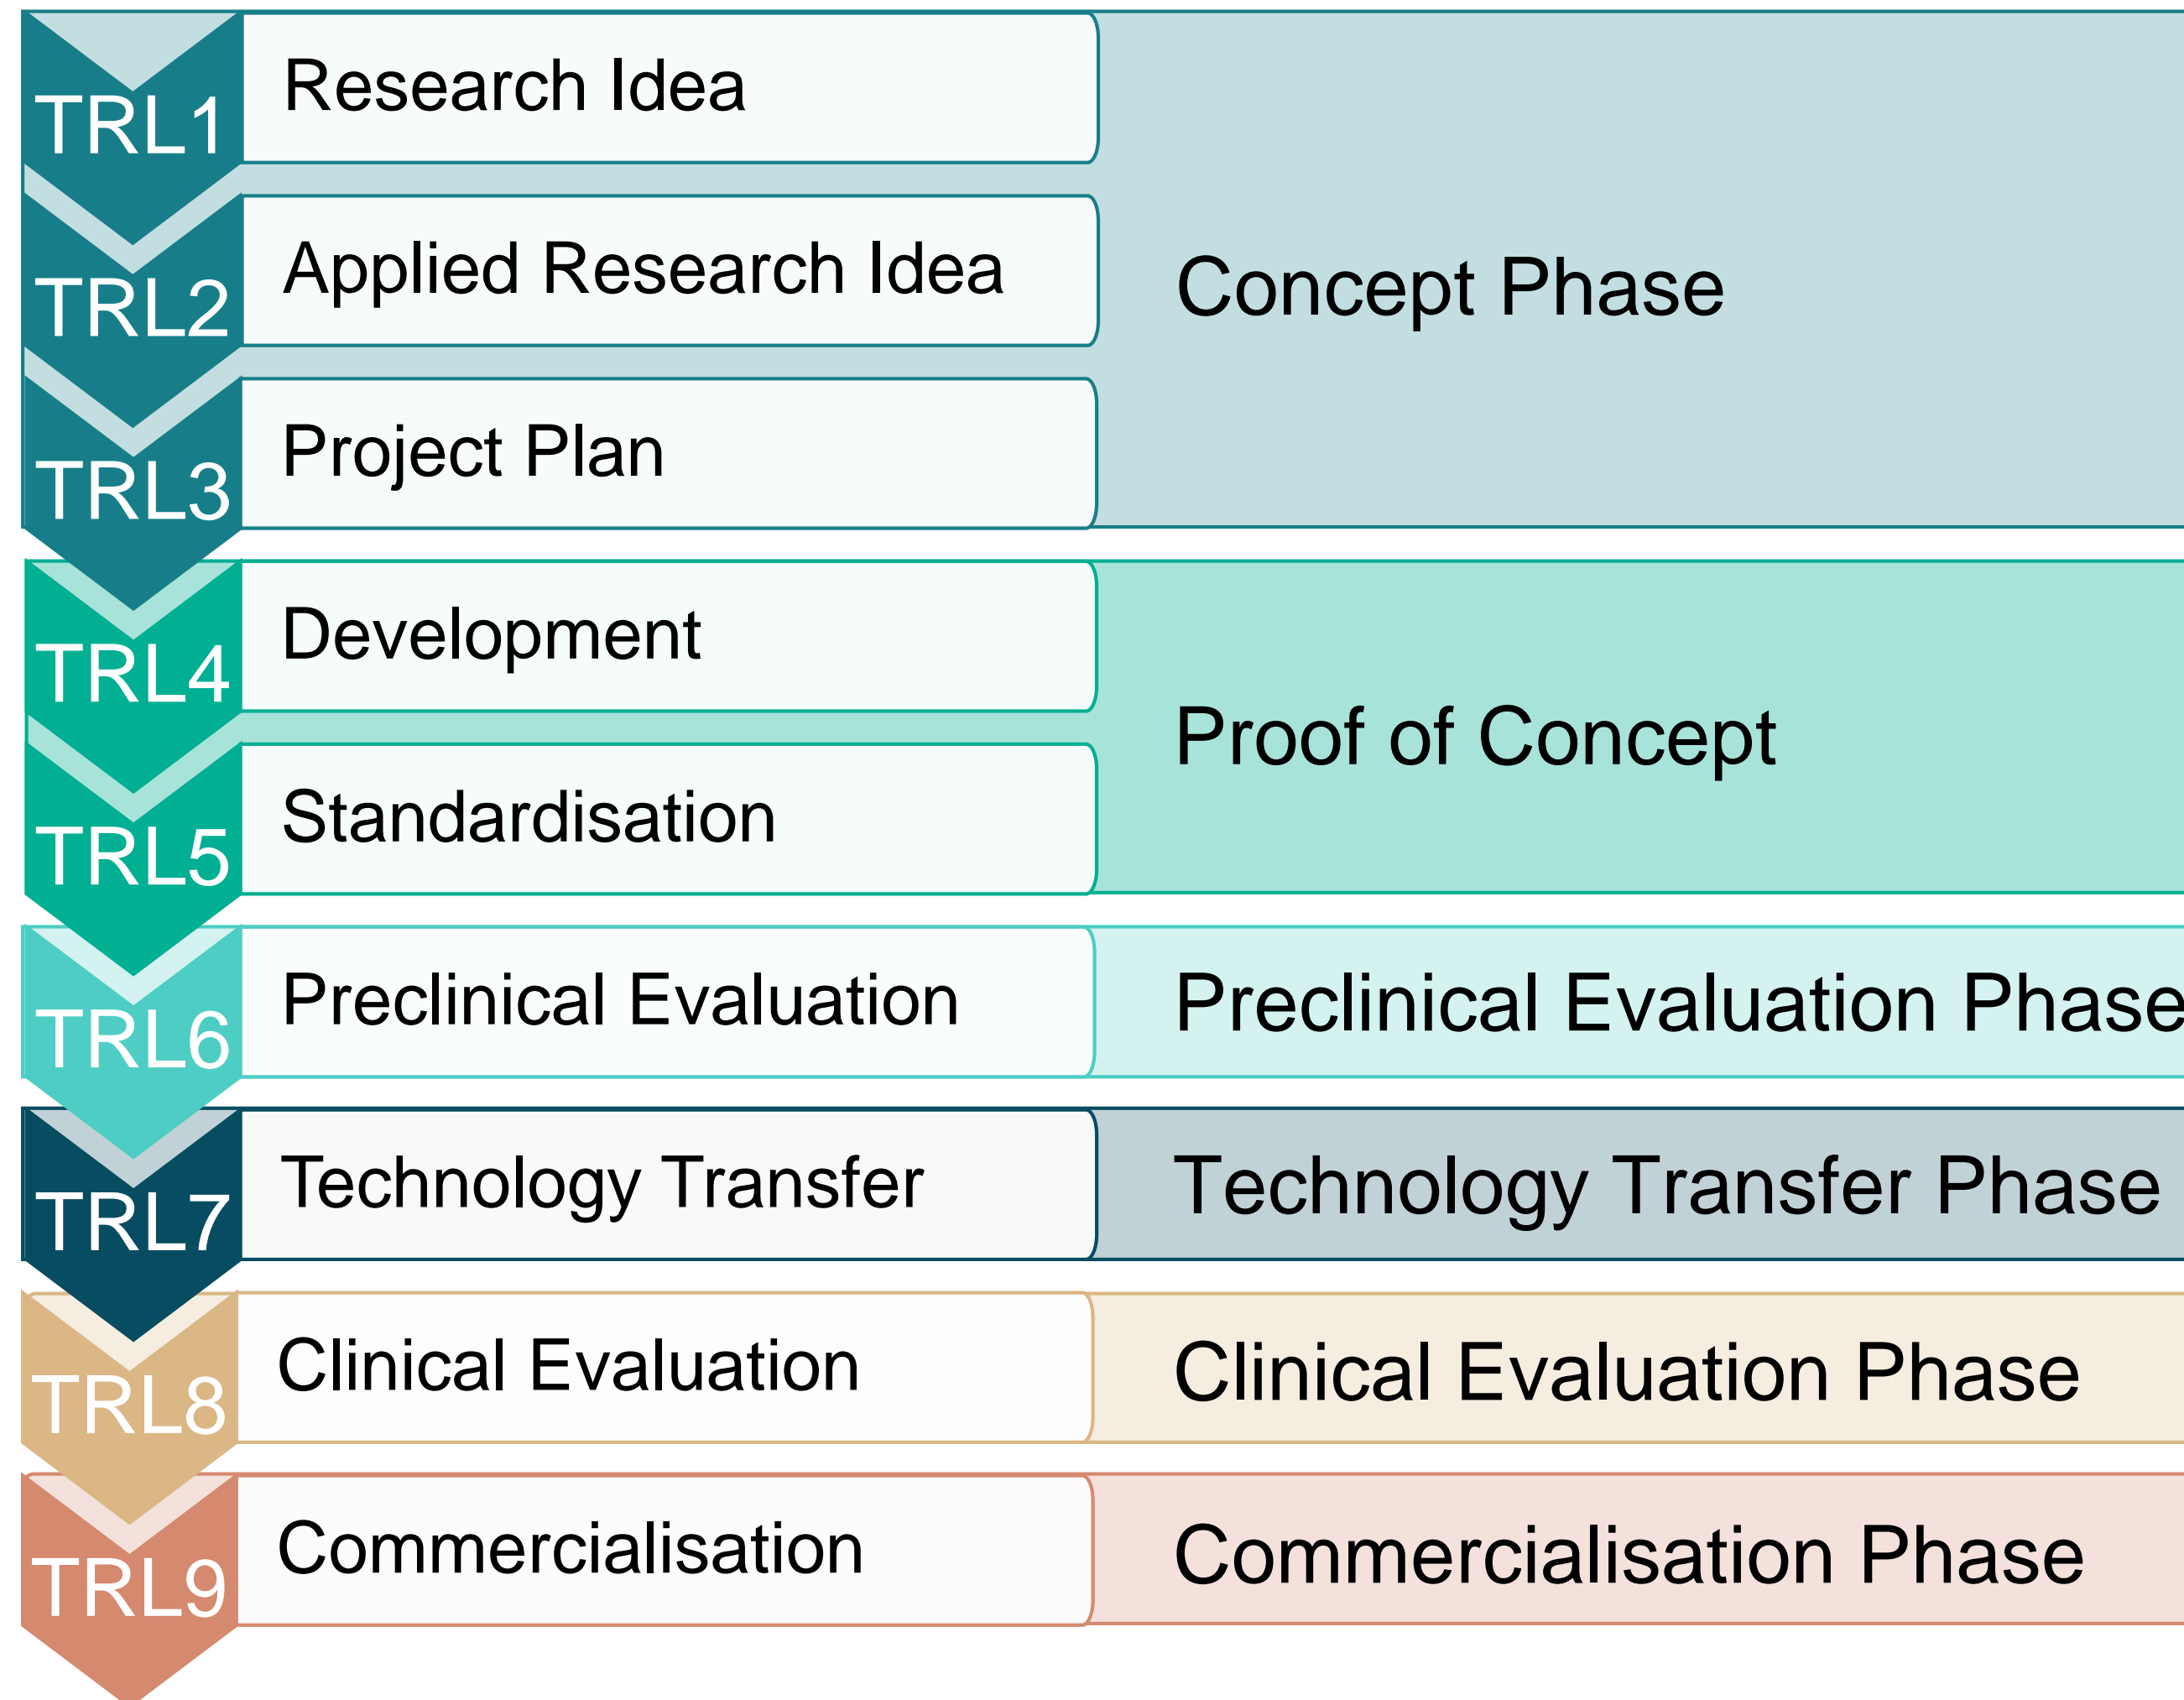 TRL1 Research Idea
TRL2 Applied Research Idea
Concept Phase
TRL3 Project Plan
TRL4 Development
Proof of Concept
TRL5 Standardisation
TRL6 Preclinical Evaluation Preclinical Evaluation Phase
TRL7 Technology Transfer Technology Transfer Phase
TRL8 Clinical Evaluation Clinical Evaluation Phase
TRL9 Commercialisation Commercialisation Phase